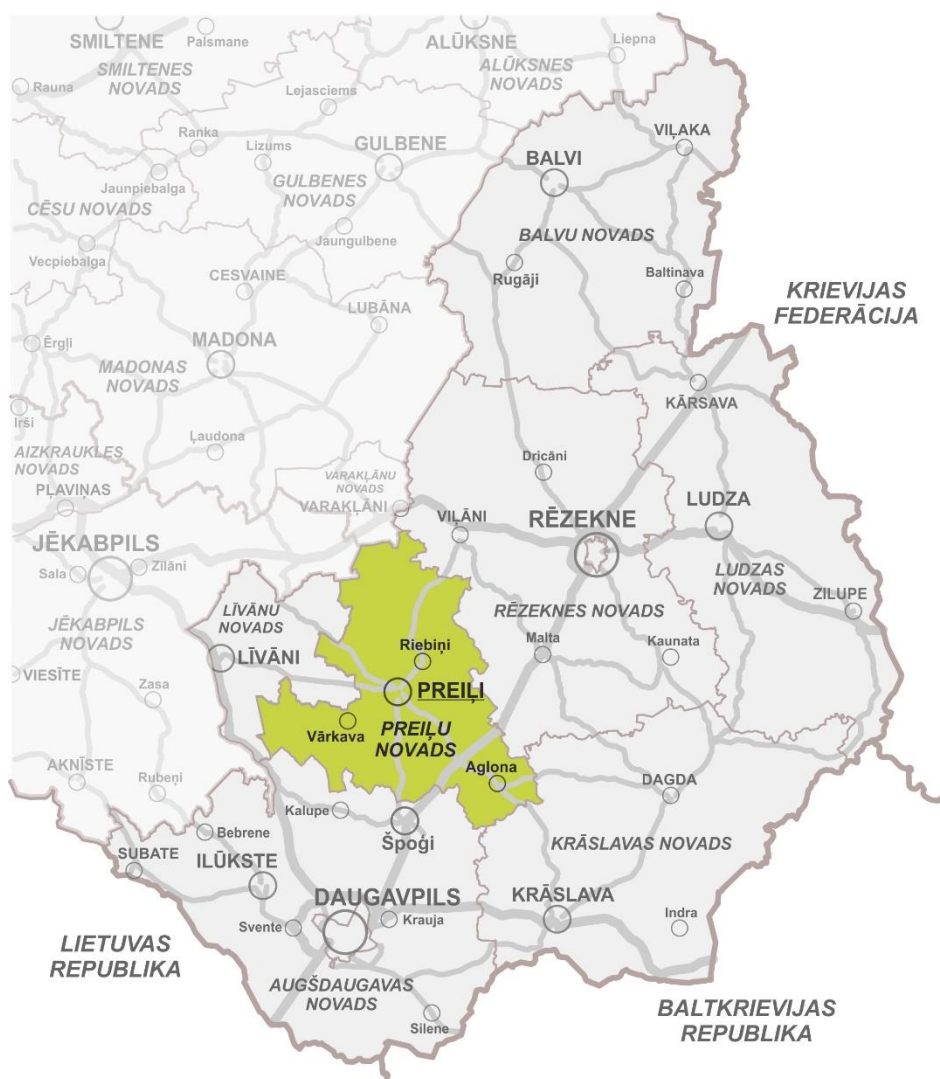 SMILTENE
Palsmane
SMILTENES
NOVADS
ALŪKSNE
Liepna
ALŪKSNES
NOVADS
Rauna
Lejasciems
Ranka
Lizums
GULBENE
VIĻAKA
BALVI
Jaunpiebalga
CĒSU NOVADS
GULBENES
NOVADS
Jaungulbene
BALVU NOVADS
Vecpiebalga
CESVAINE
Rugāji
Baltinava
KRIEVIJAS
FEDERĀCIJA
LUBĀNA
Ērgļi
MADONA
MADONAS
NOVADS
KĀRSAVA
Irši
Ļaudona
AIZKRAUKLES
NOVADS
VARAKĻĀNU
NOVADS
Dricāni
PĻAVIŅAS
VARAKĻĀNI
VIĻĀNI
RĒZEKNE
LUDZA
JĒKABPILS
Sala
Zīlāni
LUDZAS
NOVADS
ZILUPE
LĪVĀNU
NOVADS
RĒZEKNES NOVADS
JĒKABPILS
NOVADS
Riebiņi
Malta
Kaunata
LĪVĀNI
VIESĪTE
Zasa
PREIĻI
Vārkava
PREIĻU
NOVADS
AKNĪSTE
Rubeņi
Aglona
DAGDA
Kalupe
Špoģi
Bebrene
SUBATE
ILŪKSTE
KRĀSLAVAS NOVADS
DAUGAVPILS
KRĀSLAVA
Svente
Krauja
Indra
LIETUVAS
REPUBLIKA
AUGŠDAUGAVAS
NOVADS
Silene
BALTKRIEVIJAS
REPUBLIKA